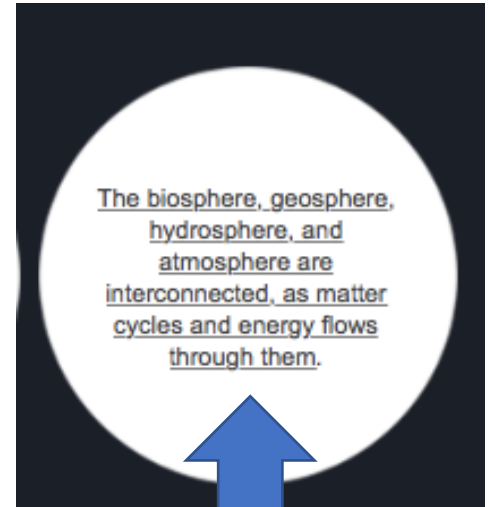 The biosphere, geosphere,
hydrosphere, and
atmosphere are
interconnected, as matter
cycles and energy flows
through them.